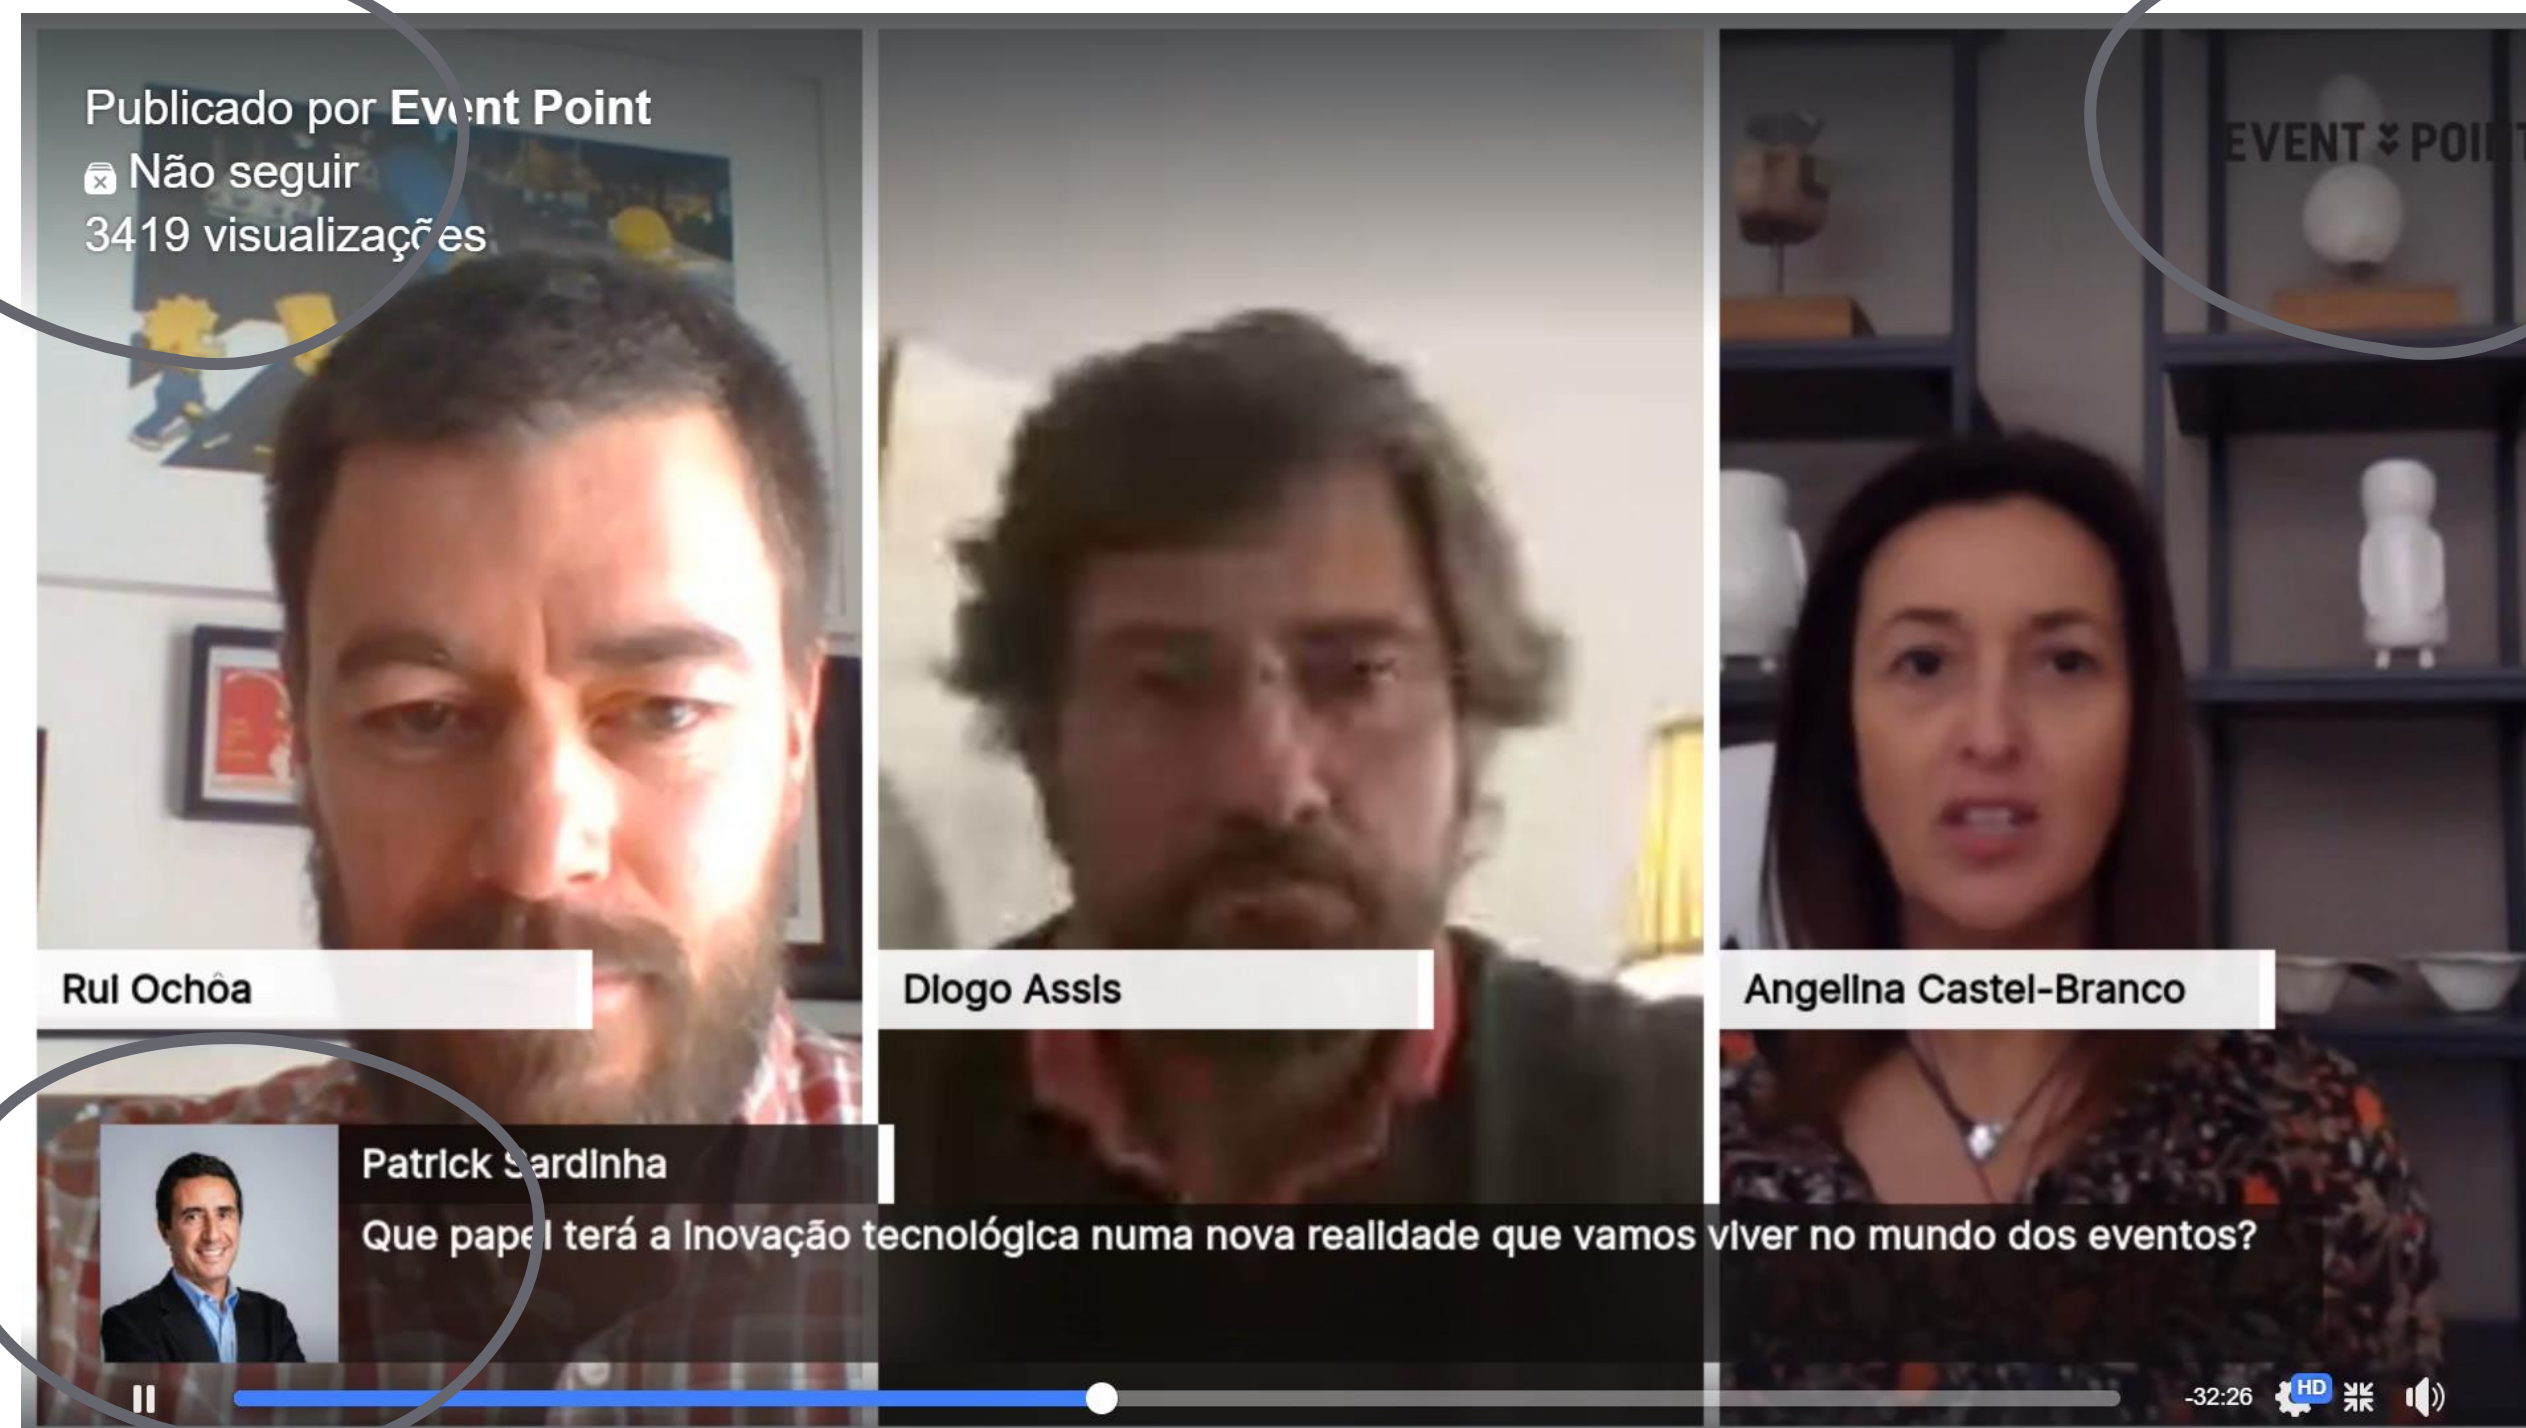 Publicado por Event Point
Não seguir
3419 visualizações
EVENT POINT
Rui Ochôa
Diogo Assis
Angelina Castel-Branco
Patrick Sardinha
Que papel terá a inovação tecnológica numa nova realidade que vamos viver no mundo dos eventos?
-32:26
HD